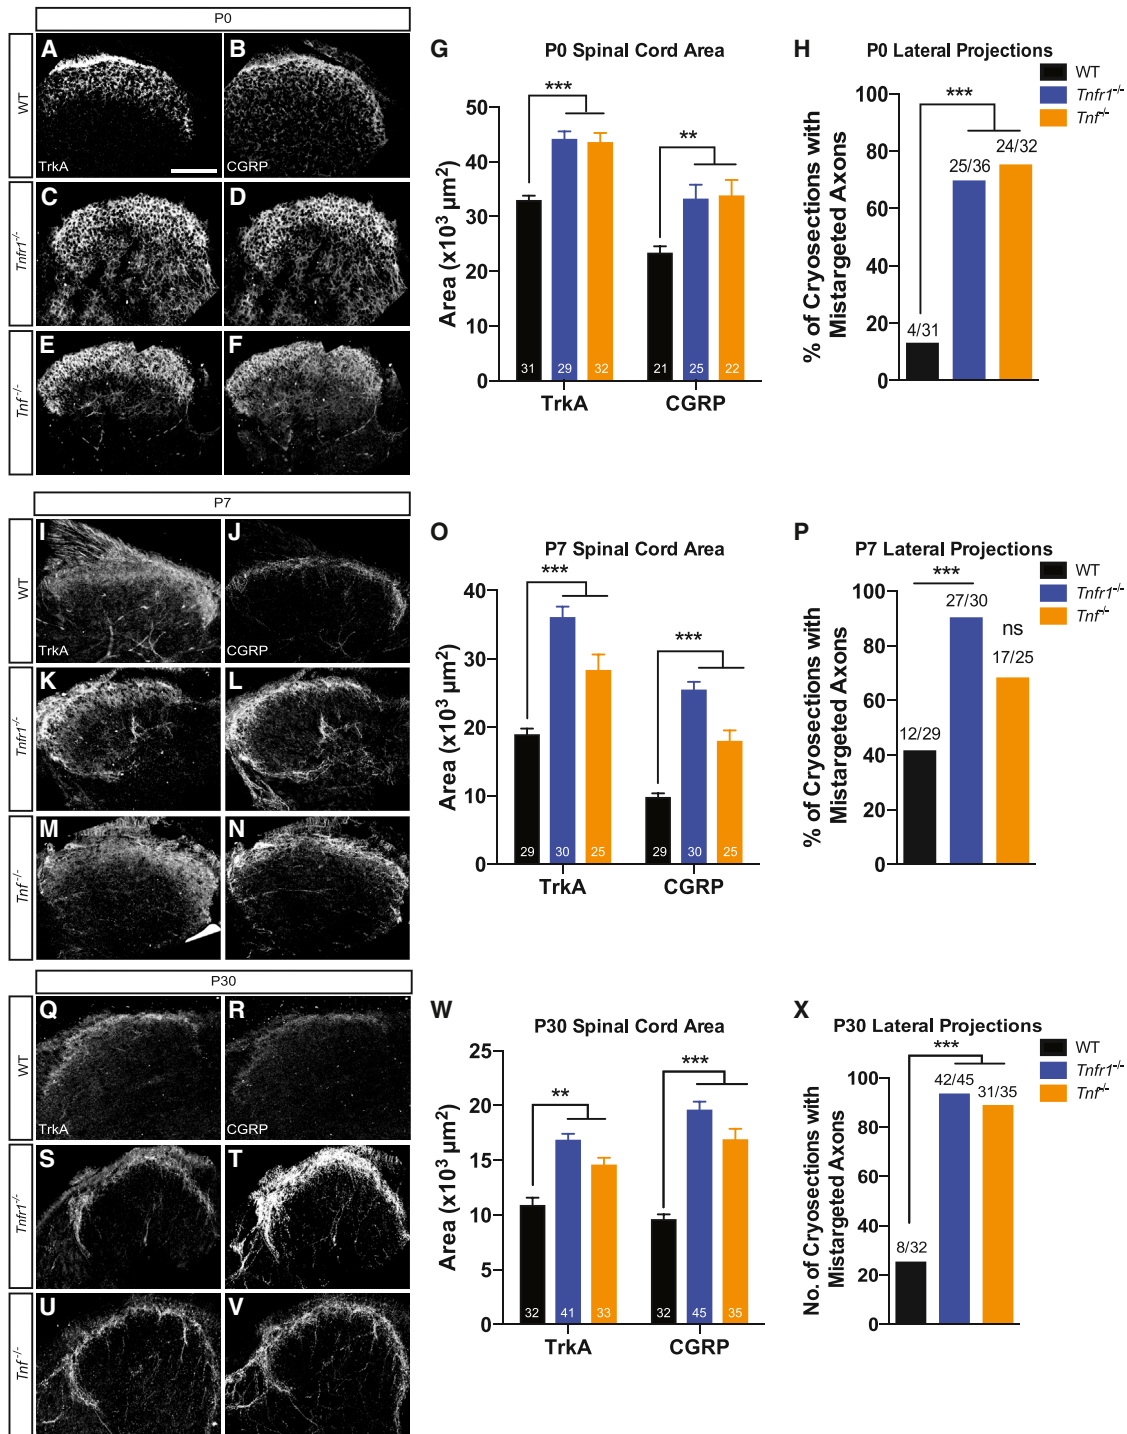 P0
WT
A
B
TrkA
CGRP
Tnfr1-/-
C
D
Tnf-/-
E
F
G
P0 Spinal Cord Area
Area (x10³ µm²)
50
40
30
20
10
0
***
**
31
29
32
21
25
22
TrkA
CGRP
H
P0 Lateral Projections
% of Cryosections with
Mistargeted Axons
100
80
60
40
20
0
***
4/31
25/36
24/32
WT
Tnfr1-/-
Tnf-/-
P7
WT
I
J
TrkA
CGRP
Tnfr1-/-
K
L
Tnf-/-
M
N
O
P7 Spinal Cord Area
Area (x10³ µm²)
40
30
20
10
0
***
***
29
30
25
29
30
25
TrkA
CGRP
P
P7 Lateral Projections
% of Cryosections with
Mistargeted Axons
100
80
60
40
20
0
***
ns
12/29
27/30
17/25
WT
Tnfr1-/-
Tnf-/-
P30
WT
Q
R
TrkA
CGRP
Tnfr1-/-
S
T
Tnf-/-
U
V
W
P30 Spinal Cord Area
Area (x10³ µm²)
25
20
15
10
5
0
**
***
32
41
33
32
45
35
TrkA
CGRP
X
P30 Lateral Projections
No. of Cryosections with
Mistargeted Axons
100
80
60
40
20
0
***
8/32
42/45
31/35
WT
Tnfr1-/-
Tnf-/-